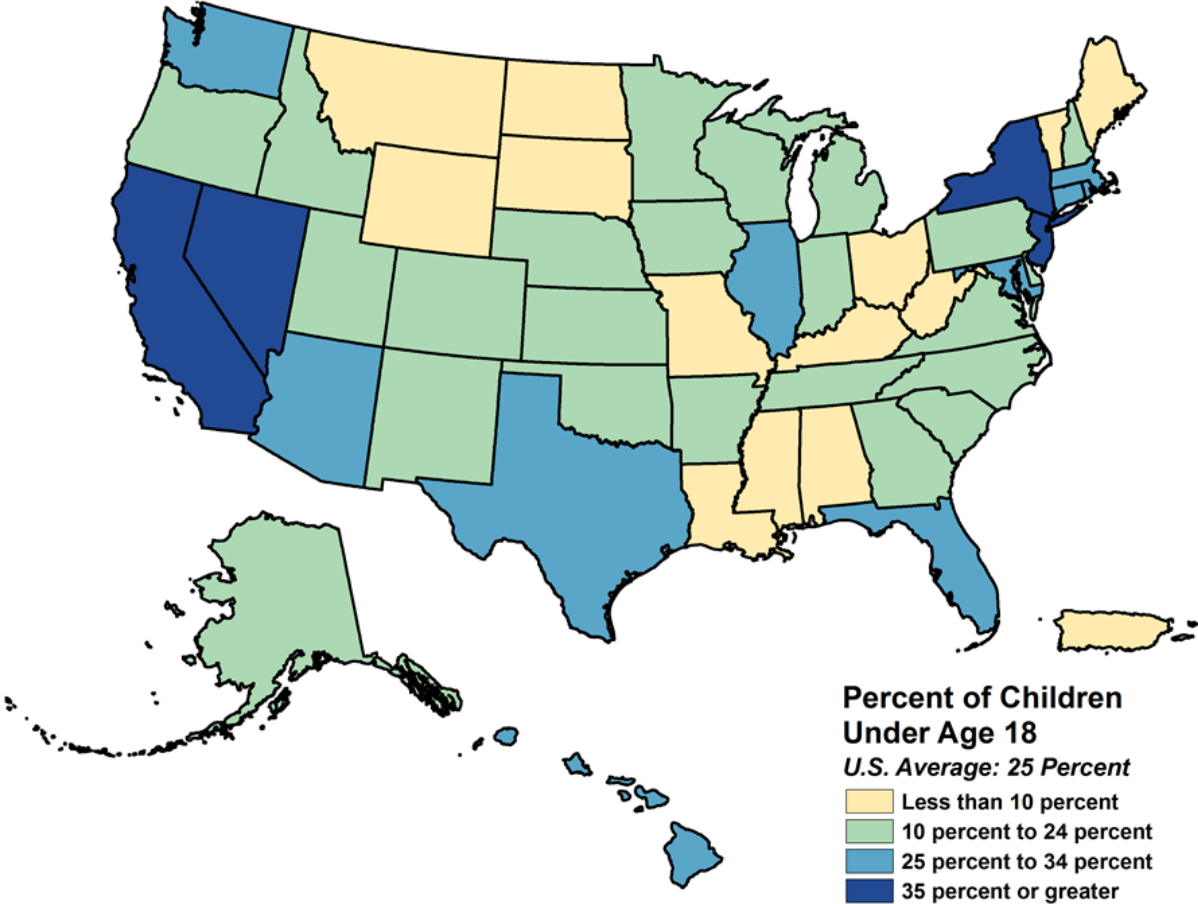 Percent of Children
Under Age 18
U.S. Average: 25 Percent
Less than 10 percent
10 percent to 24 percent
25 percent to 34 percent
35 percent or greater